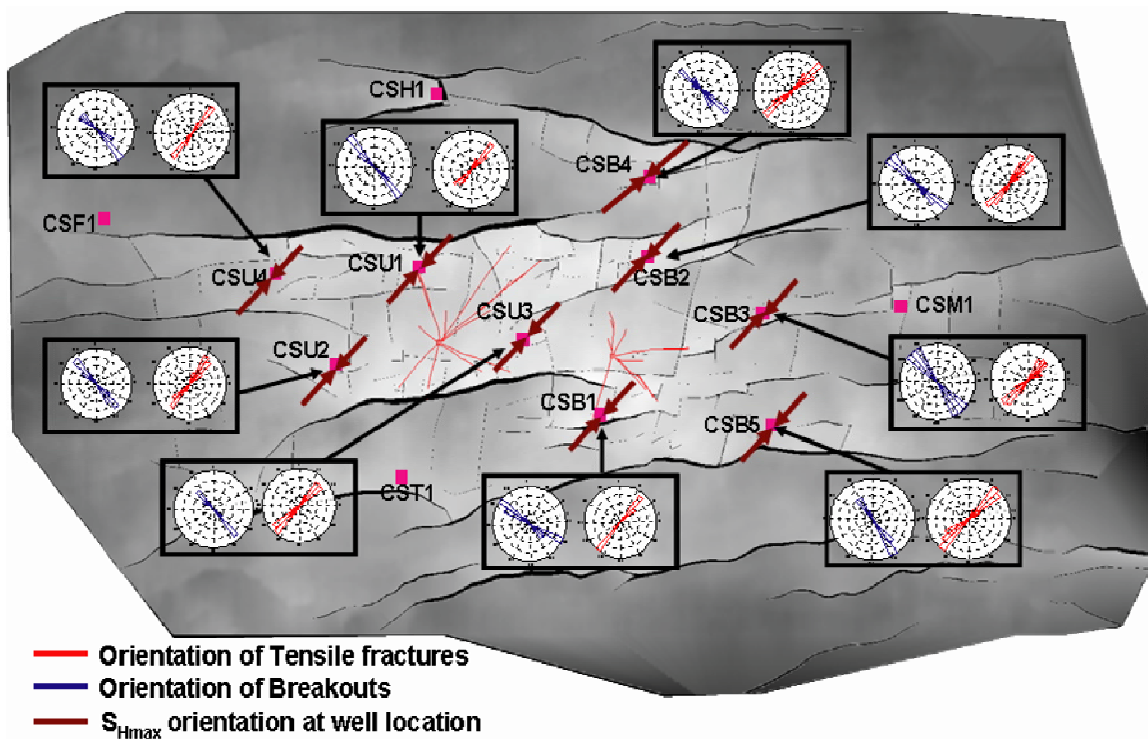 CSH1
CSB4
CSF1
CSU4
CSU1
CSB2
CSU3
CSB3
CSM1
CSU2
CSB1
CSB5
CST1
Orientation of Tensile fractures
Orientation of Breakouts
SHmax orientation at well location